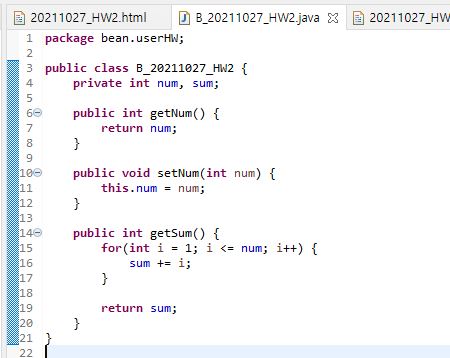 20211027_HW2.html B_20211027_HW2.java 20211027_HW
1 package bean.userHW;
2
3 public class B_20211027_HW2 {
4 private int num, sum;
5
6 public int getNum() {
7 return num;
8 }
9
10 public void setNum(int num) {
11 this.num = num;
12 }
13
14 public int getSum() {
15 for(int i = 1; i <= num; i++) {
16 sum += i;
17 }
18
19 return sum;
20 }
21 }
22